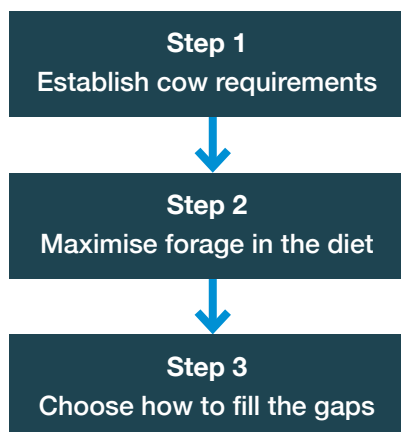 Step 1
Establish cow requirements
Step 2
Maximise forage in the diet
Step 3
Choose how to fill the gaps